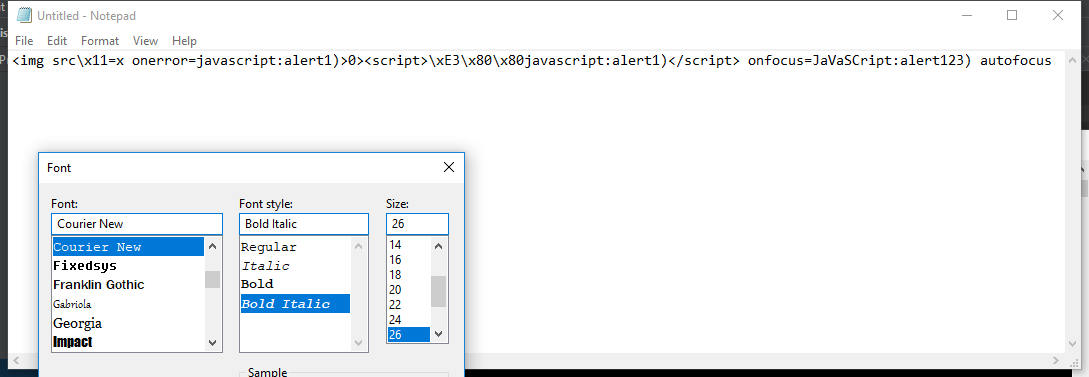 Untitled - Notepad
File Edit Format View Help
<img src\x11=x onerror=javascript:alert1)>0><script>\xE3\x80\x80javascript:alert1)</script> onfocus=JaVaSCript:alert123) autofocus
Font
Font: Font style: Size:
Courier New Bold Italic 26
Courier New Regular 14
Fixedsys Italic 16
Franklin Gothic Bold 18
Gabriola Bold Italic 20
Georgia 22
Impact 24
26
Sample